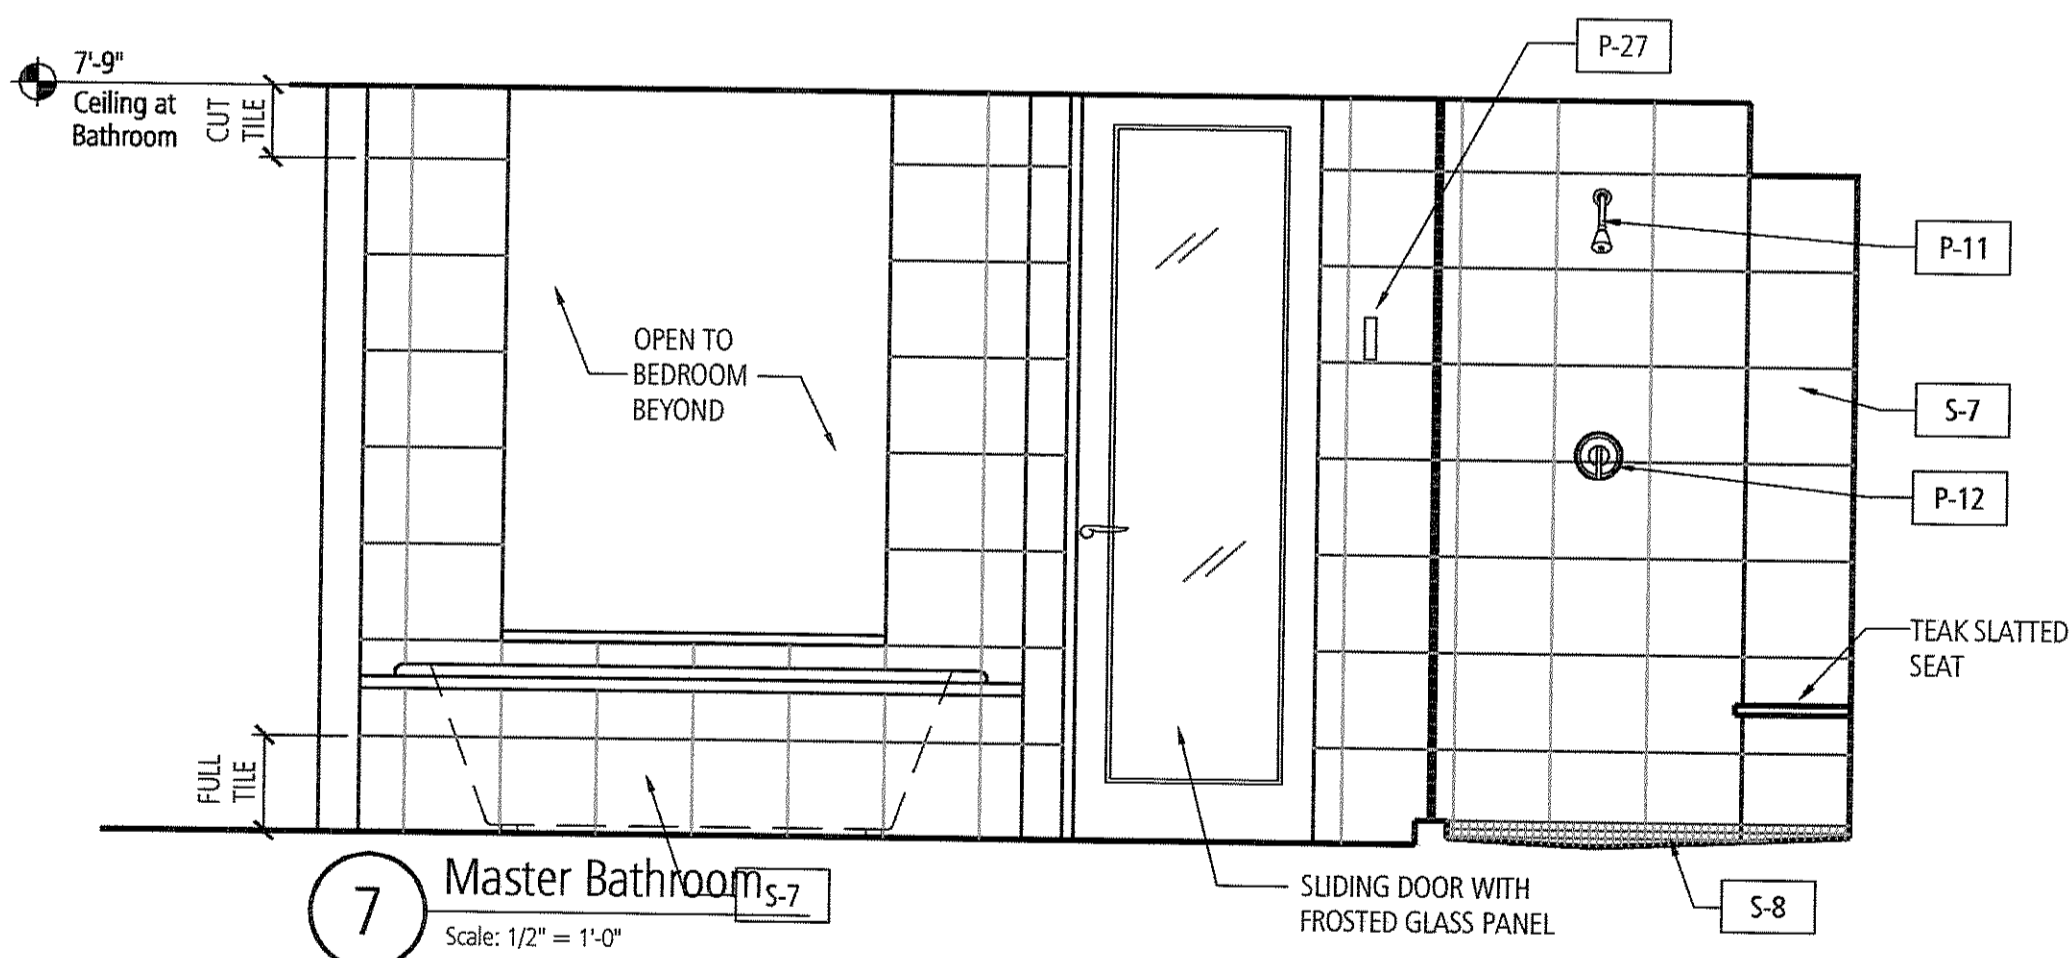 7'-9"
Ceiling at
Bathroom
CUT
TILE
P-27
P-11
OPEN TO
BEDROOM
BEYOND
S-7
P-12
TEAK SLATTED
SEAT
FULL
TILE
7
Master Bathroom
S-7
Scale: 1/2" = 1'-0"
SLIDING DOOR WITH
FROSTED GLASS PANEL
S-8